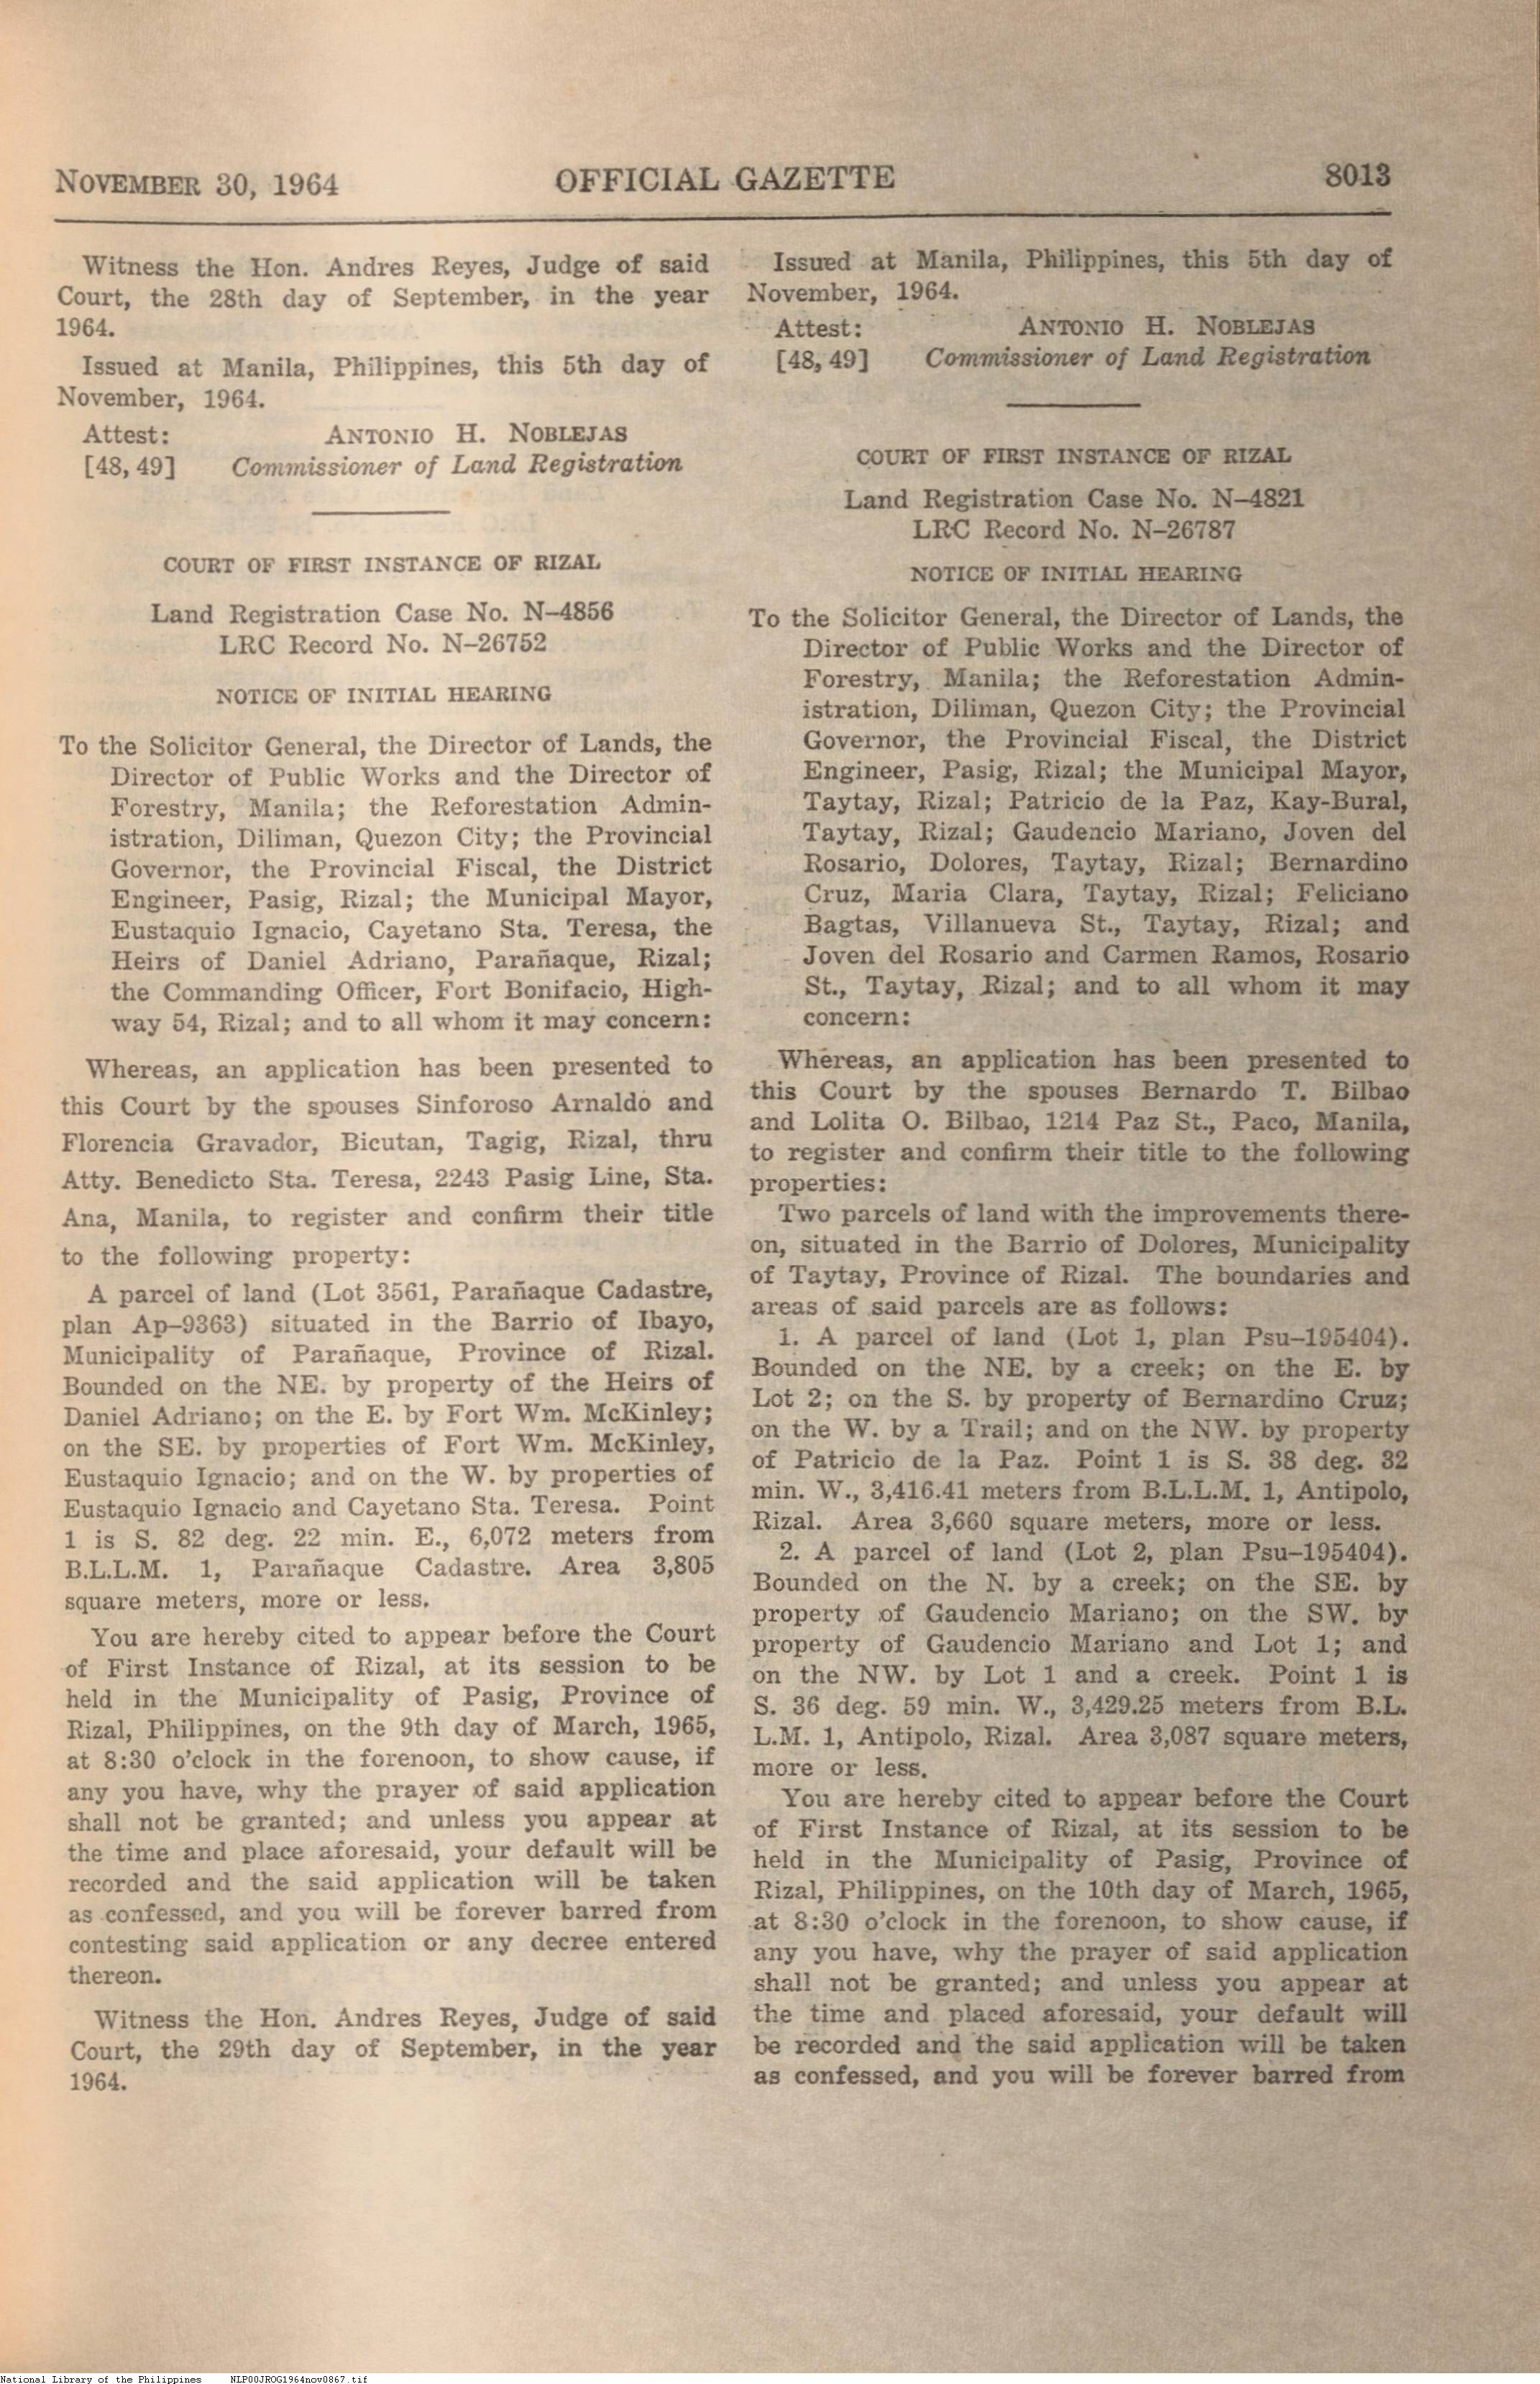 NOVEMBER 30, 1964 OFFICIAL GAZETTE 8013
Witness the Hon. Andres Reyes, Judge of said
Court, the 28th day of September, in the year
1964.
Issued at Manila, Philippines, this 5th day of
November, 1964.
Attest: ANTONIO H. NOBLEJAS
[48, 49] Commissioner of Land Registration
COURT OF FIRST INSTANCE OF RIZAL
Land Registration Case No. N–4856
LRC Record No. N–26752
NOTICE OF INITIAL HEARING
To the Solicitor General, the Director of Lands, the
Director of Public Works and the Director of
Forestry, Manila; the Reforestation Admin-
istration, Diliman, Quezon City; the Provincial
Governor, the Provincial Fiscal, the District
Engineer, Pasig, Rizal; the Municipal Mayor,
Eustaquio Ignacio, Cayetano Sta. Teresa, the
Heirs of Daniel Adriano, Parañaque, Rizal;
the Commanding Officer, Fort Bonifacio, High-
way 54, Rizal; and to all whom it may concern:
Whereas, an application has been presented to
this Court by the spouses Sinforoso Arnaldo and
Florencia Gravador, Bicutan, Tagig, Rizal, thru
Atty. Benedicto Sta. Teresa, 2243 Pasig Line, Sta.
Ana, Manila, to register and confirm their title
to the following property:
A parcel of land (Lot 3561, Parañaque Cadastre,
plan Ap–9363) situated in the Barrio of Ibayo,
Municipality of Parañaque, Province of Rizal.
Bounded on the NE. by property of the Heirs of
Daniel Adriano; on the E. by Fort Wm. McKinley;
on the SE. by properties of Fort Wm. McKinley,
Eustaquio Ignacio; and on the W. by properties of
Eustaquio Ignacio and Cayetano Sta. Teresa. Point
1 is S. 82 deg. 22 min. E., 6,072 meters from
B.L.L.M. 1, Parañaque Cadastre. Area 3,805
square meters, more or less.
You are hereby cited to appear before the Court
of First Instance of Rizal, at its session to be
held in the Municipality of Pasig, Province of
Rizal, Philippines, on the 9th day of March, 1965,
at 8:30 o'clock in the forenoon, to show cause, if
any you have, why the prayer of said application
shall not be granted; and unless you appear at
the time and place aforesaid, your default will be
recorded and the said application will be taken
as confessed, and you will be forever barred from
contesting said application or any decree entered
thereon.
Witness the Hon. Andres Reyes, Judge of said
Court, the 29th day of September, in the year
1964.
Issued at Manila, Philippines, this 5th day of
November, 1964.
Attest: ANTONIO H. NOBLEJAS
[48, 49] Commissioner of Land Registration
COURT OF FIRST INSTANCE OF RIZAL
Land Registration Case No. N–4821
LRC Record No. N–26787
NOTICE OF INITIAL HEARING
To the Solicitor General, the Director of Lands, the
Director of Public Works and the Director of
Forestry, Manila; the Reforestation Admin-
istration, Diliman, Quezon City; the Provincial
Governor, the Provincial Fiscal, the District
Engineer, Pasig, Rizal; the Municipal Mayor,
Taytay, Rizal; Patricio de la Paz, Kay-Bural,
Taytay, Rizal; Gaudencio Mariano, Joven del
Rosario, Dolores, Taytay, Rizal; Bernardino
Cruz, Maria Clara, Taytay, Rizal; Feliciano
Bagtas, Villanueva St., Taytay, Rizal; and
Joven del Rosario and Carmen Ramos, Rosario
St., Taytay, Rizal; and to all whom it may
concern:
Whereas, an application has been presented to
this Court by the spouses Bernardo T. Bilbao
and Lolita O. Bilbao, 1214 Paz St., Paco, Manila,
to register and confirm their title to the following
properties:
Two parcels of land with the improvements there-
on, situated in the Barrio of Dolores, Municipality
of Taytay, Province of Rizal. The boundaries and
areas of said parcels are as follows:
1. A parcel of land (Lot 1, plan Psu–195404).
Bounded on the NE. by a creek; on the E. by
Lot 2; on the S. by property of Bernardino Cruz;
on the W. by a Trail; and on the NW. by property
of Patricio de la Paz. Point 1 is S. 38 deg. 32
min. W., 3,416.41 meters from B.L.L.M. 1, Antipolo,
Rizal. Area 3,660 square meters, more or less.
2. A parcel of land (Lot 2, plan Psu–195404).
Bounded on the N. by a creek; on the SE. by
property of Gaudencio Mariano; on the SW. by
property of Gaudencio Mariano and Lot 1; and
on the NW. by Lot 1 and a creek. Point 1 is
S. 36 deg. 59 min. W., 3,429.25 meters from B.L.
L.M. 1, Antipolo, Rizal. Area 3,087 square meters,
more or less.
You are hereby cited to appear before the Court
of First Instance of Rizal, at its session to be
held in the Municipality of Pasig, Province of
Rizal, Philippines, on the 10th day of March, 1965,
at 8:30 o'clock in the forenoon, to show cause, if
any you have, why the prayer of said application
shall not be granted; and unless you appear at
the time and placed aforesaid, your default will
be recorded and the said application will be taken
as confessed, and you will be forever barred from
National Library of the Philippines NLP00JROG1964nov0867.tif